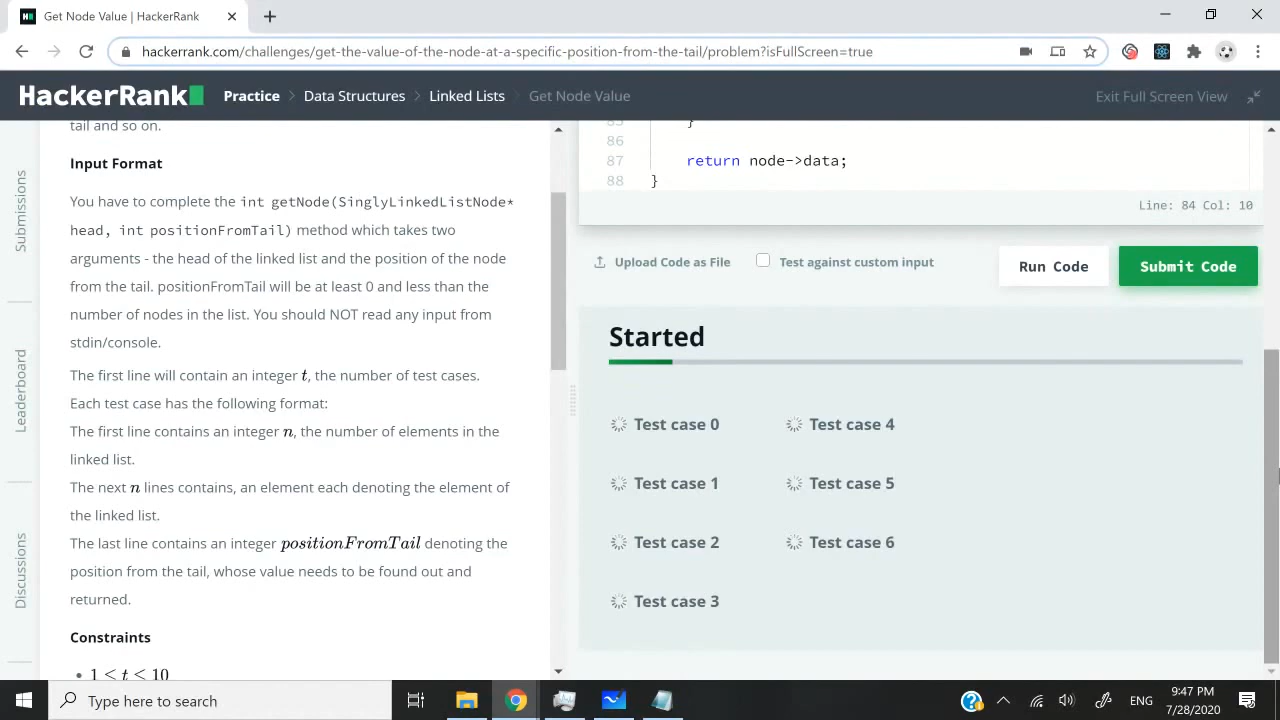 Get Node Value | HackerRank
hackerrank.com/challenges/get-the-value-of-the-node-at-a-specific-position-from-the-tail/problem?isFullScreen=true
HackerRank
Practice > Data Structures > Linked Lists > Get Node Value
Exit Full Screen View
Submissions
Leaderboard
Discussions
tail and so on.
Input Format
You have to complete the int getNode(SinglyLinkedListNode*
head, int positionFromTail) method which takes two
arguments - the head of the linked list and the position of the node
from the tail. positionFromTail will be at least 0 and less than the
number of nodes in the list. You should NOT read any input from
stdin/console.
The first line will contain an integer t, the number of test cases.
Each test case has the following format:
The first line contains an integer n, the number of elements in the
linked list.
The next n lines contains, an element each denoting the element of
the linked list.
The last line contains an integer positionFromTail denoting the
position from the tail, whose value needs to be found out and
returned.
Constraints
• 1 ≤ t ≤ 10
85 }
86
87 return node->data;
88 }
Line: 84 Col: 10
Upload Code as File
Test against custom input
Run Code
Submit Code
Started
Test case 0
Test case 4
Test case 1
Test case 5
Test case 2
Test case 6
Test case 3
Type here to search
ENG
9:47 PM
7/28/2020